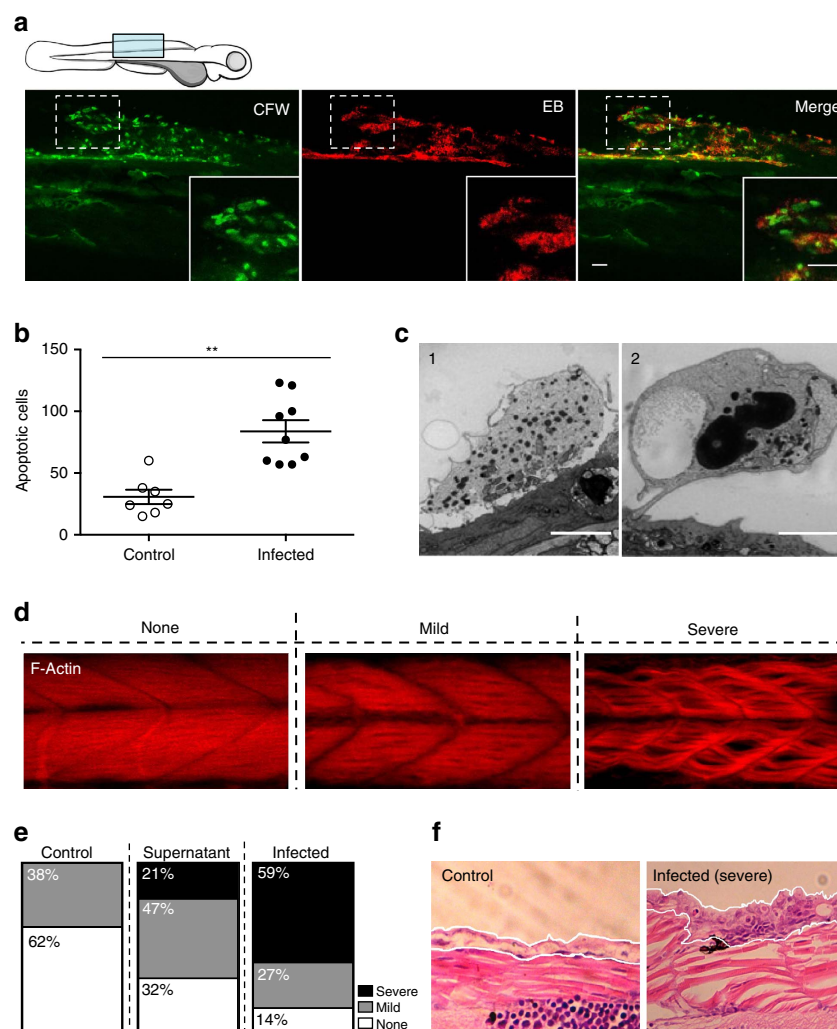 a
CFW
EB
Merge
b
150
**
100
50
0
Apoptotic cells
Control
Infected
c
1
2
d
None
Mild
Severe
F-Actin
e
Control
Supernatant
Infected
38%
21%
59%
47%
62%
27%
32%
14%
Severe
Mild
None
f
Control
Infected (severe)